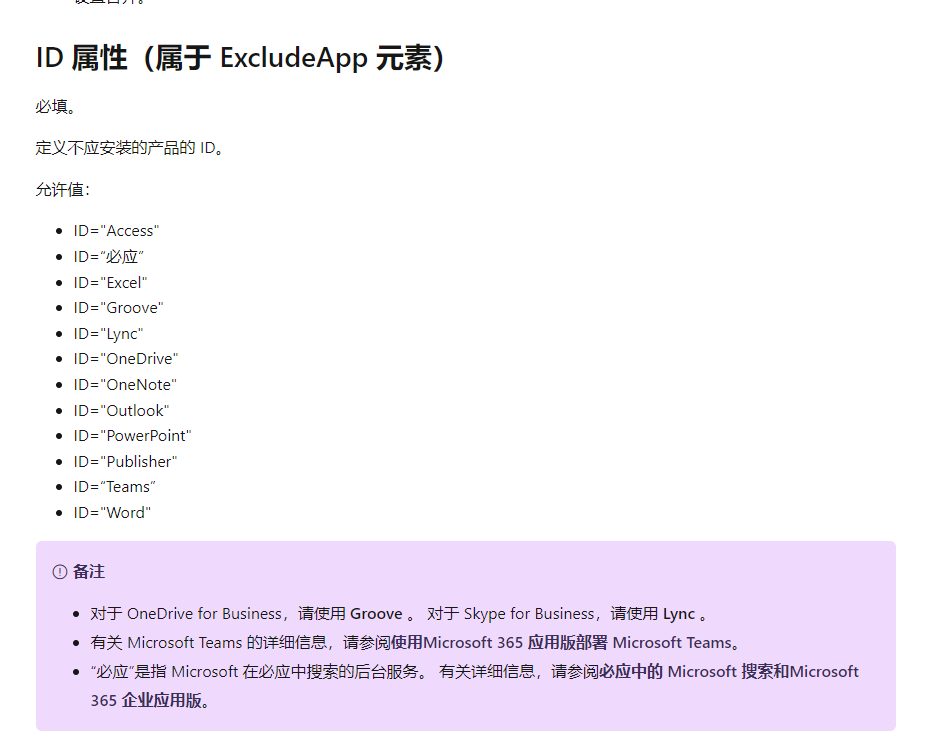 ID 属性（属于 ExcludeApp 元素）
必填。
定义不应安装的产品的 ID。
允许值：
ID="Access"
ID=“必应”
ID="Excel"
ID="Groove"
ID="Lync"
ID="OneDrive"
ID="OneNote"
ID="Outlook"
ID="PowerPoint"
ID="Publisher"
ID=“Teams”
ID="Word"
备注
对于 OneDrive for Business，请使用 Groove 。 对于 Skype for Business，请使用 Lync 。
有关 Microsoft Teams 的详细信息，请参阅使用Microsoft 365 应用版部署 Microsoft Teams。
“必应”是指 Microsoft 在必应中搜索的后台服务。 有关详细信息，请参阅必应中的 Microsoft 搜索和Microsoft
365 企业应用版。